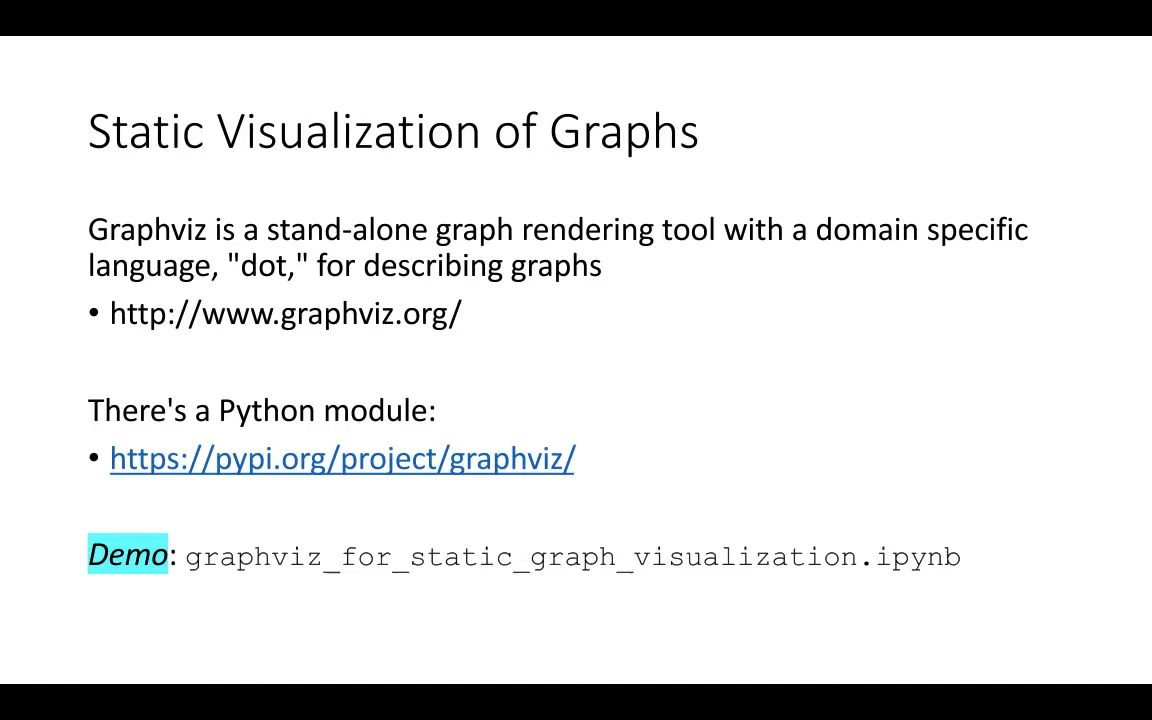 Static Visualization of Graphs
Graphviz is a stand-alone graph rendering tool with a domain specific
language, "dot," for describing graphs
• http://www.graphviz.org/
There's a Python module:
• https://pypi.org/project/graphviz/
Demo: graphviz_for_static_graph_visualization.ipynb